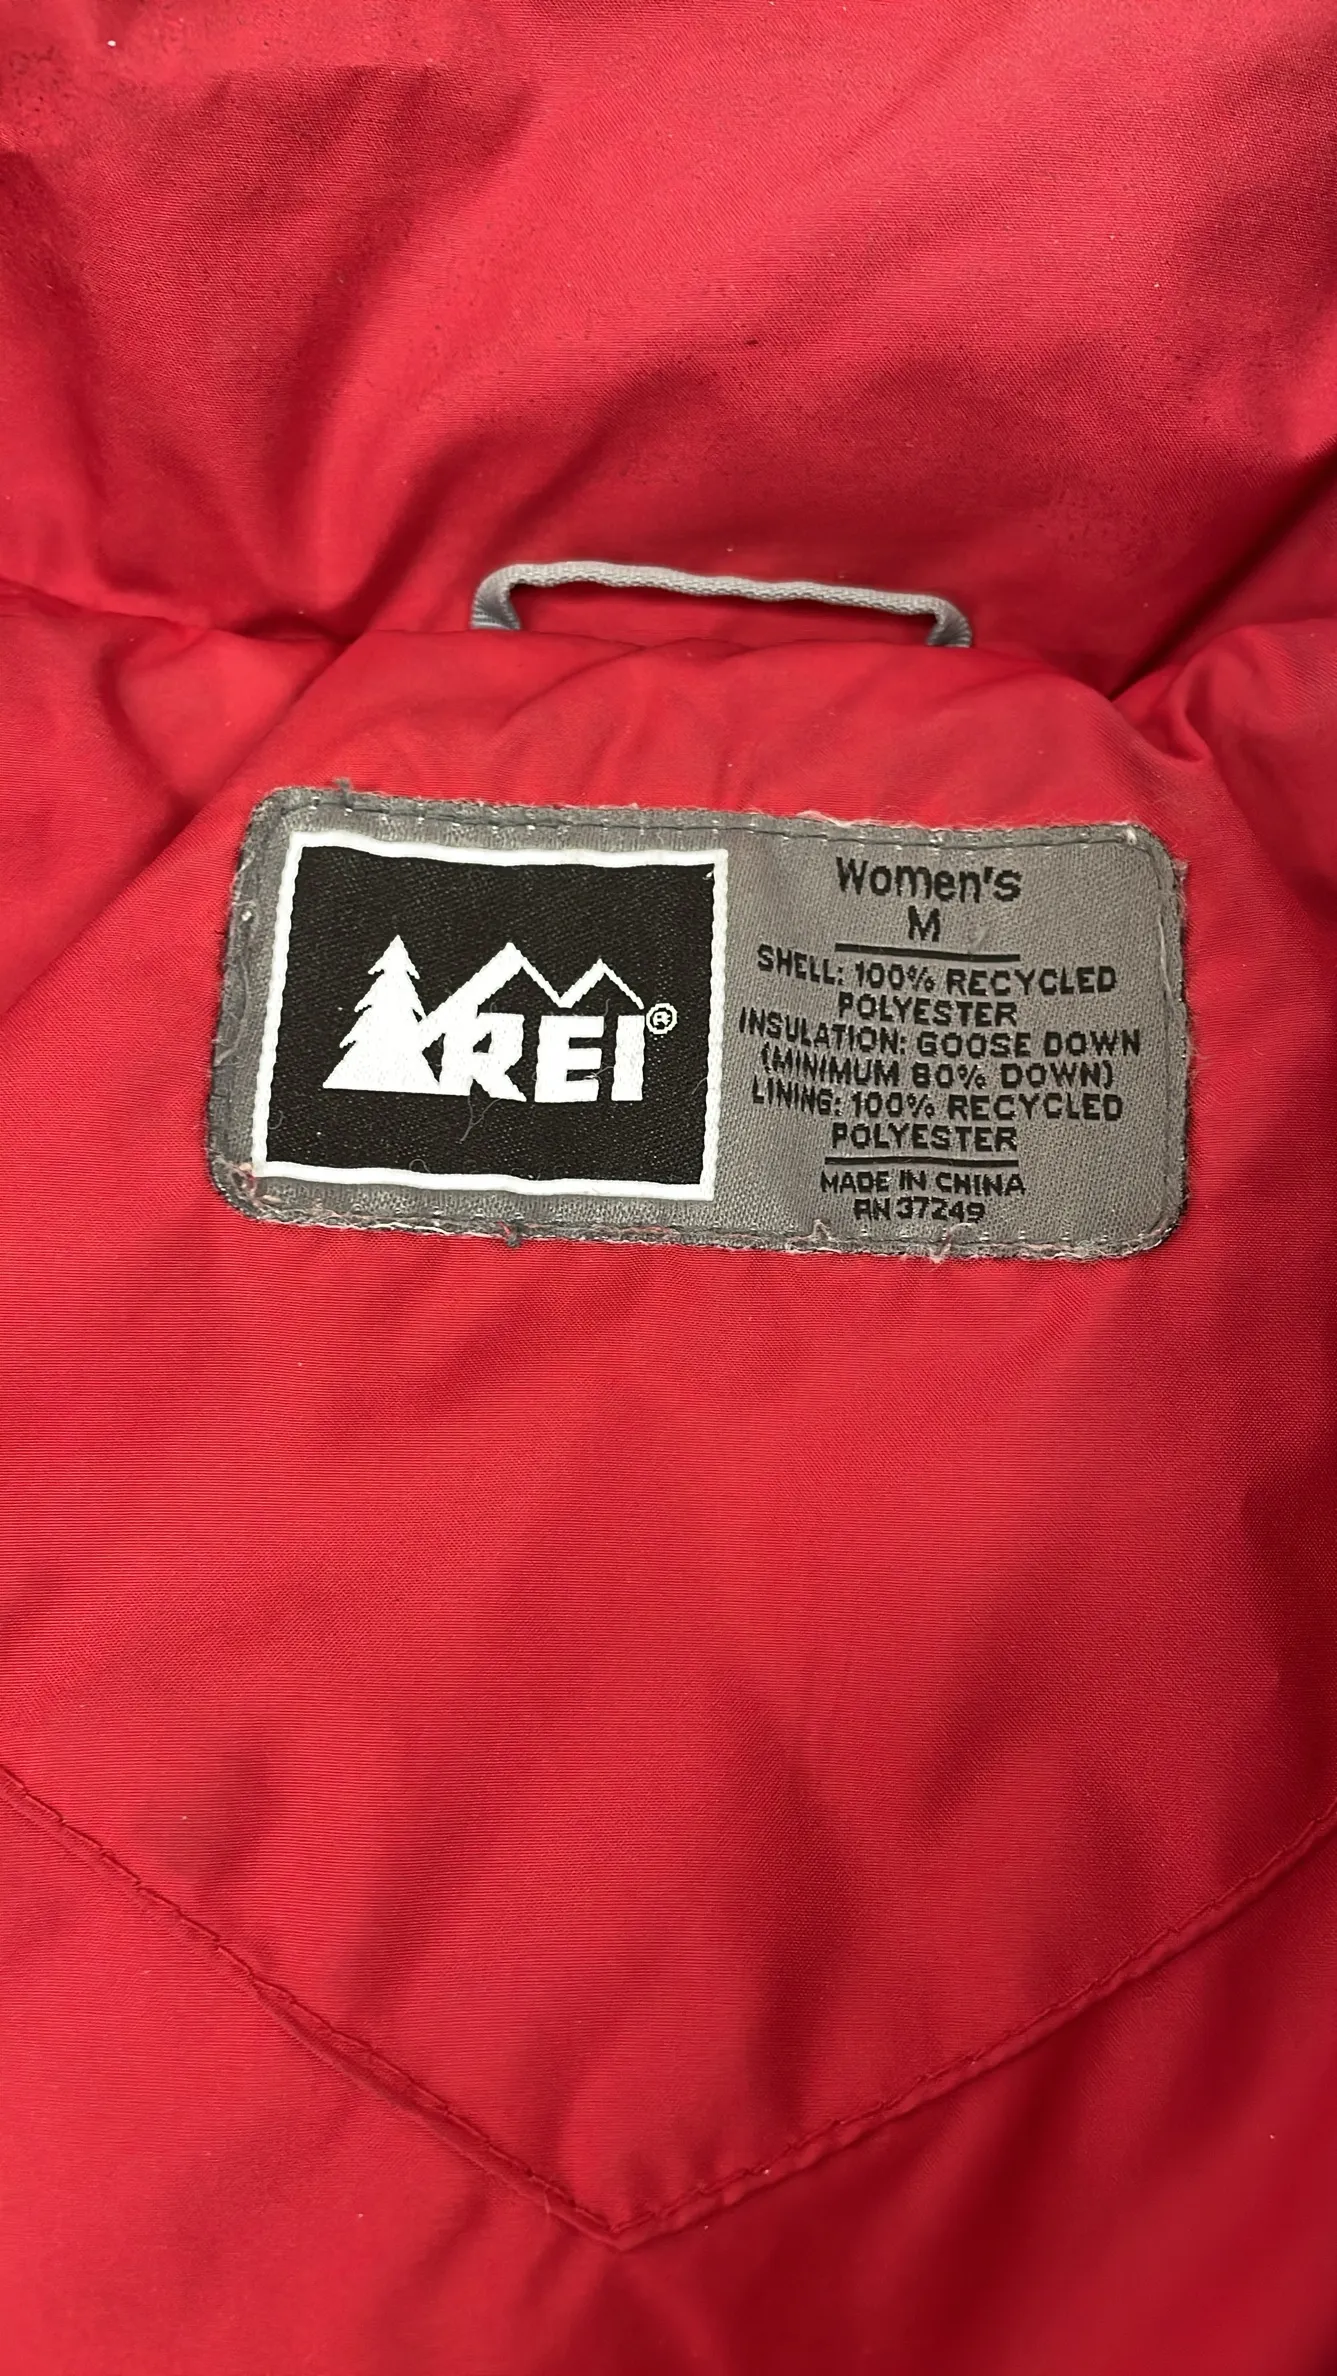 REI®
Women's
M
SHELL: 100% RECYCLED
POLYESTER
INSULATION: GOOSE DOWN
(MINIMUM 80% DOWN)
LINING: 100% RECYCLED
POLYESTER
MADE IN CHINA
RN 37249